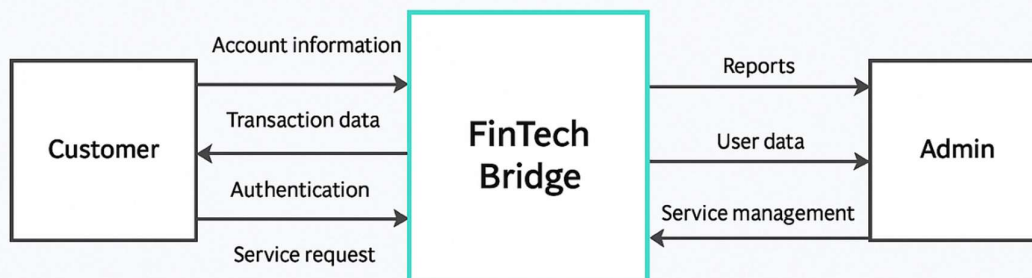 Account information
Transaction data
Customer
Authentication
Service request
FinTech
Bridge
Reports
User data
Service management
Admin